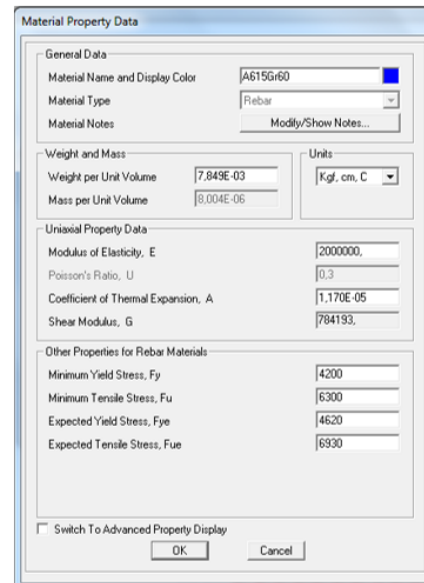 Material Property Data
General Data
Material Name and Display Color A615Gr60
Material Type Rebar
Material Notes Modify/Show Notes...
Weight and Mass Units
Weight per Unit Volume 7,849E-03 Kgf, cm, C
Mass per Unit Volume 8,004E-06
Uniaxial Property Data
Modulus of Elasticity, E 2000000,
Poisson's Ratio, U 0,3
Coefficient of Thermal Expansion, A 1,170E-05
Shear Modulus, G 784193,
Other Properties for Rebar Materials
Minimum Yield Stress, Fy 4200
Minimum Tensile Stress, Fu 6300
Expected Yield Stress, Fye 4620
Expected Tensile Stress, Fue 6930
Switch To Advanced Property Display
OK Cancel